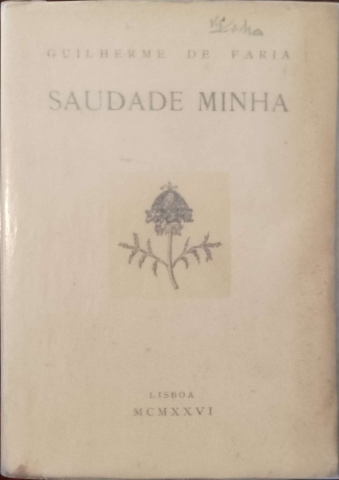 GUILHERME DE FARIA
SAUDADE MINHA
LISBOA
MCMXXVI